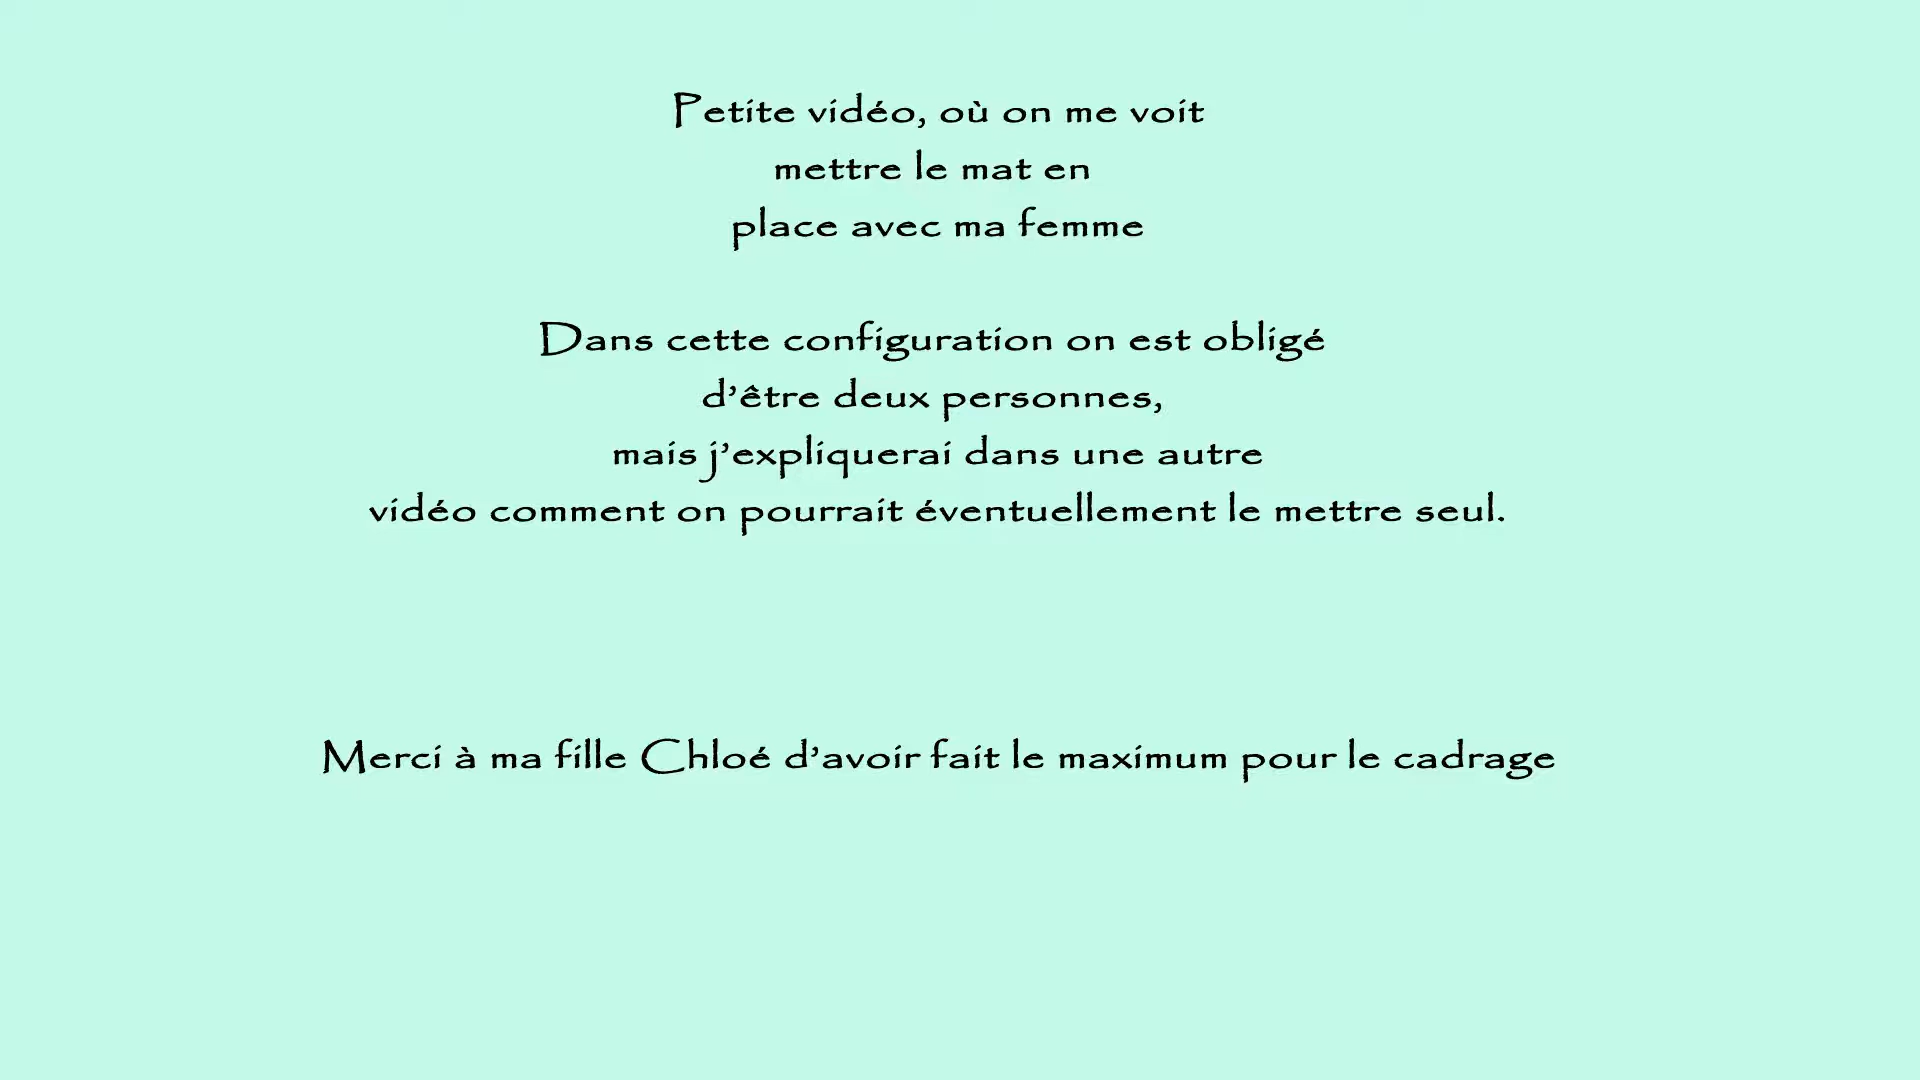 Petite vidéo, où on me voit
mettre le mat en
place avec ma femme
Dans cette configuration on est obligé
d’être deux personnes,
mais j’expliquerai dans une autre
vidéo comment on pourrait éventuellement le mettre seul.
Merci à ma fille Chloé d’avoir fait le maximum pour le cadrage